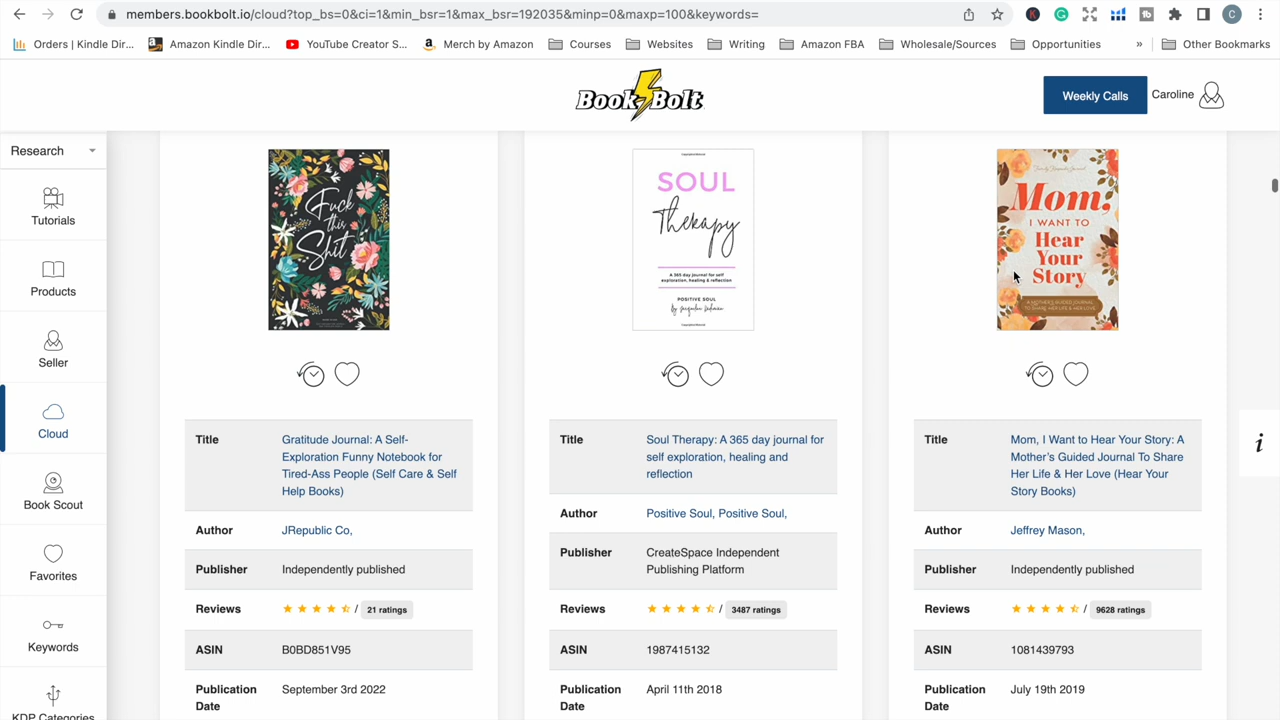 members.bookbolt.io/cloud?top_bs=0&ci=1&min_bsr=1&max_bsr=192035&minp=0&maxp=100&keywords=
K
C
Orders | Kindle Dir...
Amazon Kindle Dir...
YouTube Creator S...
Merch by Amazon
Courses
Websites
Writing
Amazon FBA
Wholesale/Sources
Opportunities
»
Other Bookmarks
Book Bolt
Weekly Calls
Caroline
Research
Tutorials
Products
Seller
Cloud
Book Scout
Favorites
Keywords
KDP Categories
Fuck
this
Shit
SOUL
Therapy
A 365 day journal for self
exploration, healing & reflection
POSITIVE SOUL
Mom,
I WANT TO
Hear
Your
Story
A MOTHER'S GUIDED JOURNAL
TO SHARE HER LIFE & HER LOVE
Title
Gratitude Journal: A Self-
Exploration Funny Notebook for
Tired-Ass People (Self Care & Self
Help Books)
Author
JRepublic Co,
Publisher
Independently published
Reviews
/ 21 ratings
ASIN
B0BD851V95
Publication
Date
September 3rd 2022
Title
Soul Therapy: A 365 day journal for
self exploration, healing and
reflection
Author
Positive Soul, Positive Soul,
Publisher
CreateSpace Independent
Publishing Platform
Reviews
/ 3487 ratings
ASIN
1987415132
Publication
Date
April 11th 2018
Title
Mom, I Want to Hear Your Story: A
Mother's Guided Journal To Share
Her Life & Her Love (Hear Your
Story Books)
Author
Jeffrey Mason,
Publisher
Independently published
Reviews
/ 9628 ratings
ASIN
1081439793
Publication
Date
July 19th 2019
i